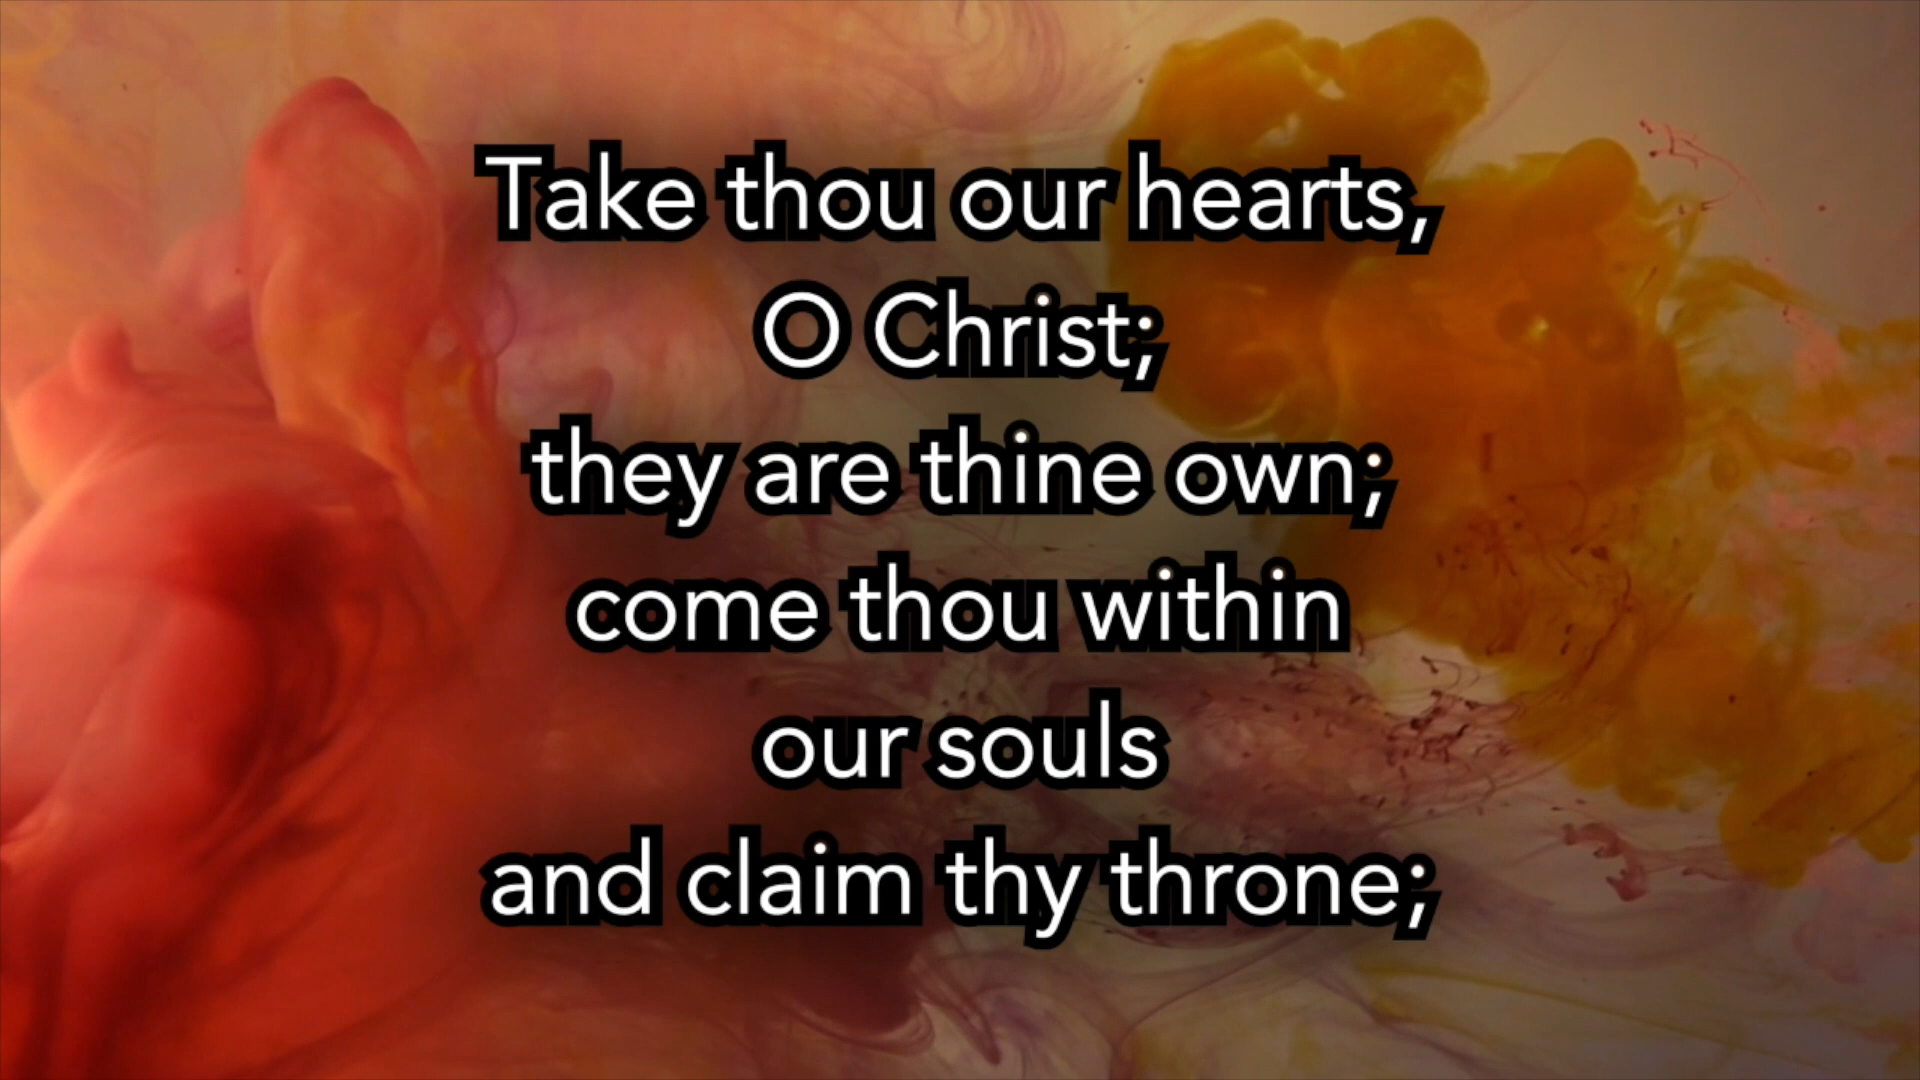 Take thou our hearts,
O Christ;
they are thine own;
come thou within
our souls
and claim thy throne;